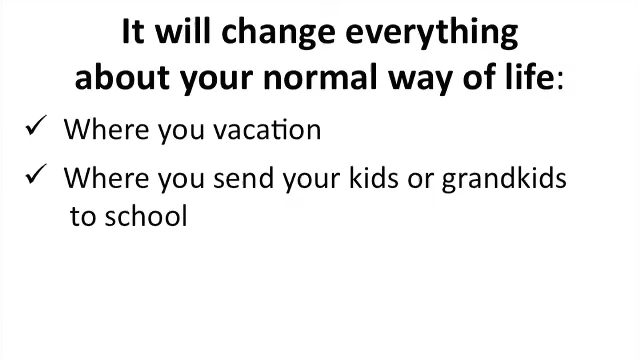 It will change everything
about your normal way of life:
✓ Where you vacation
✓ Where you send your kids or grandkids
to school